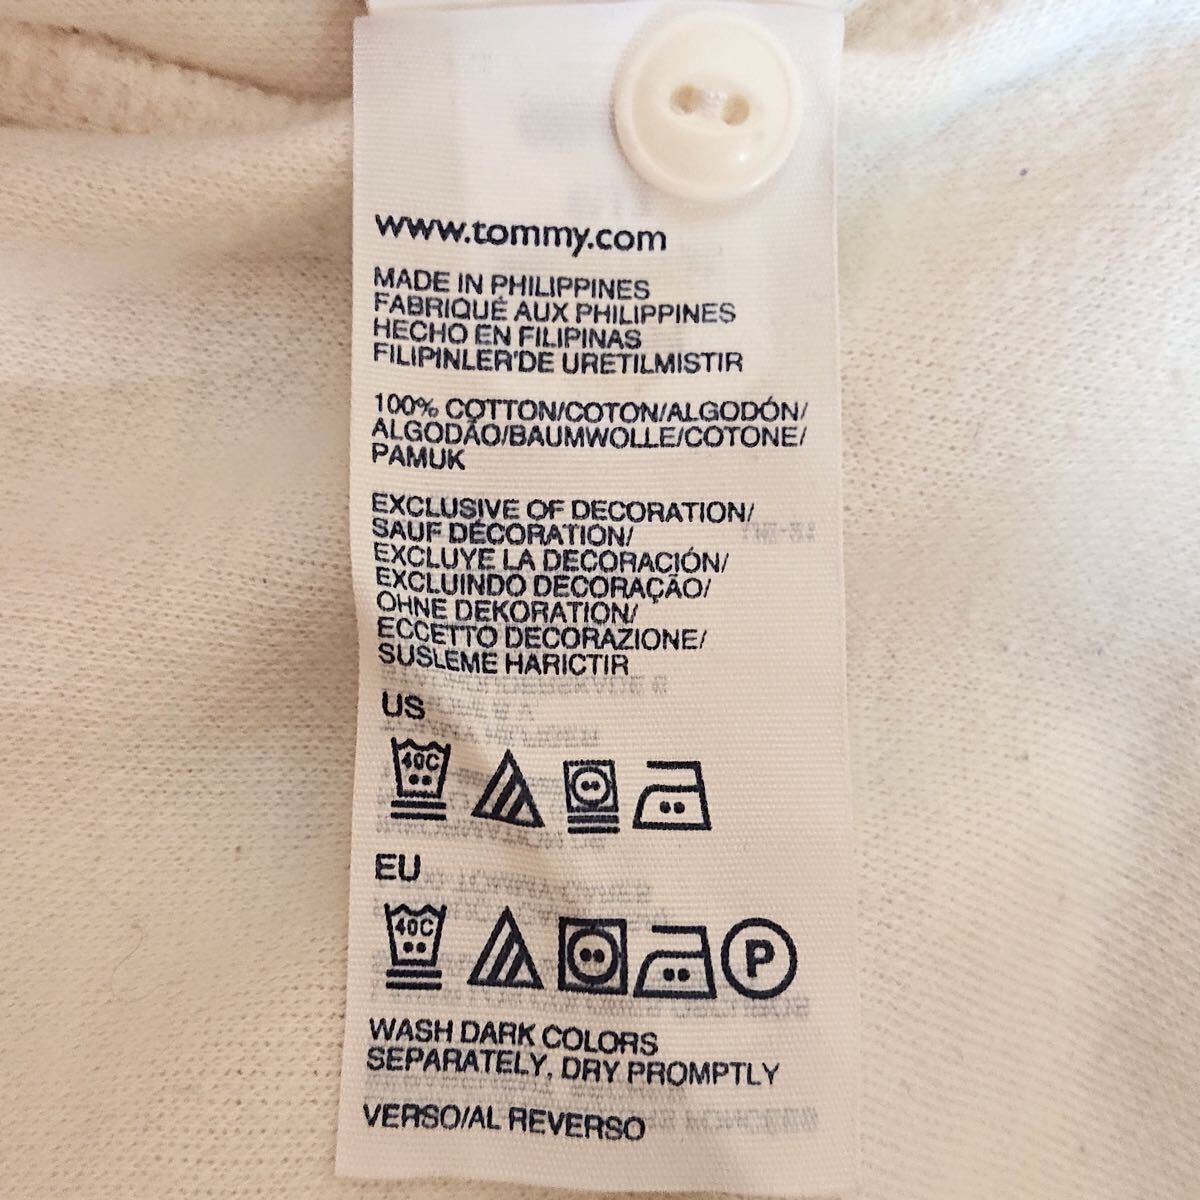 www.tommy.com
MADE IN PHILIPPINES
FABRIQUÉ AUX PHILIPPINES
HECHO EN FILIPINAS
FILIPINLER'DE URETILMISTIR
100% COTTON/COTON/ALGODÓN/
ALGODÃO/BAUMWOLLE/COTONE/
PAMUK
EXCLUSIVE OF DECORATION/
SAUF DÉCORATION/
EXCLUYE LA DECORACIÓN/
EXCLUINDO DECORAÇÃO/
OHNE DEKORATION/
ECCETTO DECORAZIONE/
SUSLEME HARICTIR
US
40C
EU
40C P
WASH DARK COLORS
SEPARATELY, DRY PROMPTLY
VERSO/AL REVERSO